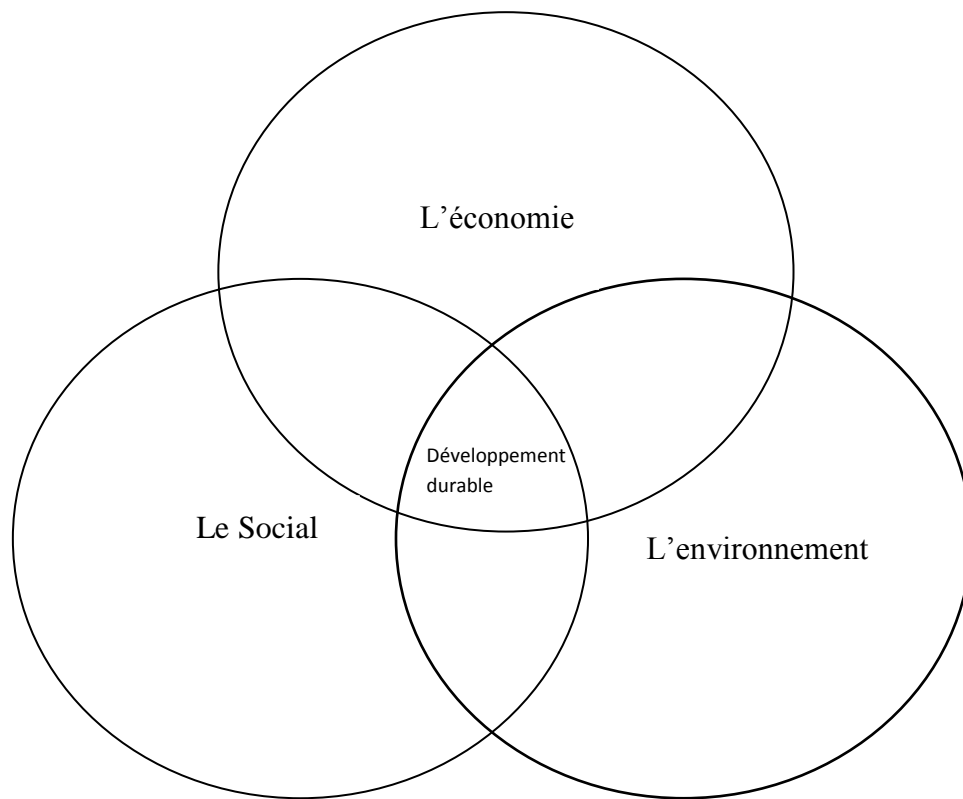 L’économie
Développement
durable
Le Social
L’environnement